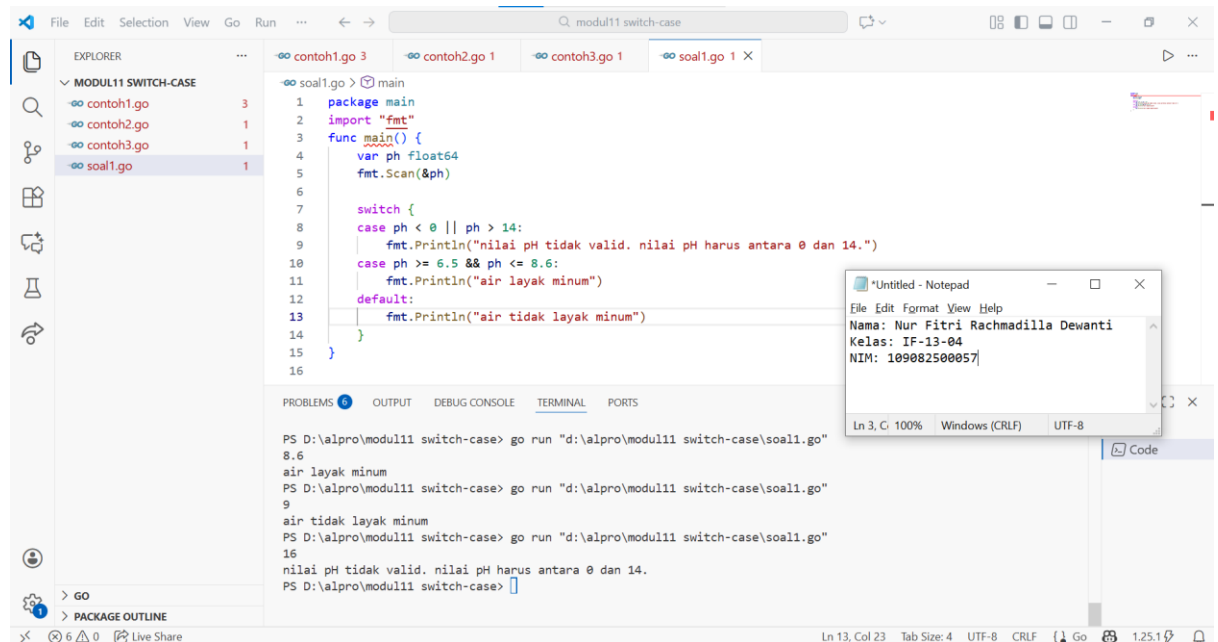 File Edit Selection View Go Run ... modul11 switch-case
EXPLORER
MODUL11 SWITCH-CASE
contoh1.go 3
contoh2.go 1
contoh3.go 1
soal1.go 1
GO
PACKAGE OUTLINE
contoh1.go 3 contoh2.go 1 contoh3.go 1 soal1.go 1
soal1.go > main
1 package main
2 import "fmt"
3 func main() {
4 var ph float64
5 fmt.Scan(&ph)
6
7 switch {
8 case ph < 0 || ph > 14:
9 fmt.Println("nilai pH tidak valid. nilai pH harus antara 0 dan 14.")
10 case ph >= 6.5 && ph <= 8.6:
11 fmt.Println("air layak minum")
12 default:
13 fmt.Println("air tidak layak minum")
14 }
15 }
16
*Untitled - Notepad
File Edit Format View Help
Nama: Nur Fitri Rachmadilla Dewanti
Kelas: IF-13-04
NIM: 109082500057
Ln 3, C 100% Windows (CRLF) UTF-8
PROBLEMS 6 OUTPUT DEBUG CONSOLE TERMINAL PORTS
PS D:\alpro\modul11 switch-case> go run "d:\alpro\modul11 switch-case\soal1.go"
8.6
air layak minum
PS D:\alpro\modul11 switch-case> go run "d:\alpro\modul11 switch-case\soal1.go"
9
air tidak layak minum
PS D:\alpro\modul11 switch-case> go run "d:\alpro\modul11 switch-case\soal1.go"
16
nilai pH tidak valid. nilai pH harus antara 0 dan 14.
PS D:\alpro\modul11 switch-case>
Code
1
6 0 Live Share Ln 13, Col 23 Tab Size: 4 UTF-8 CRLF Go 1.25.1